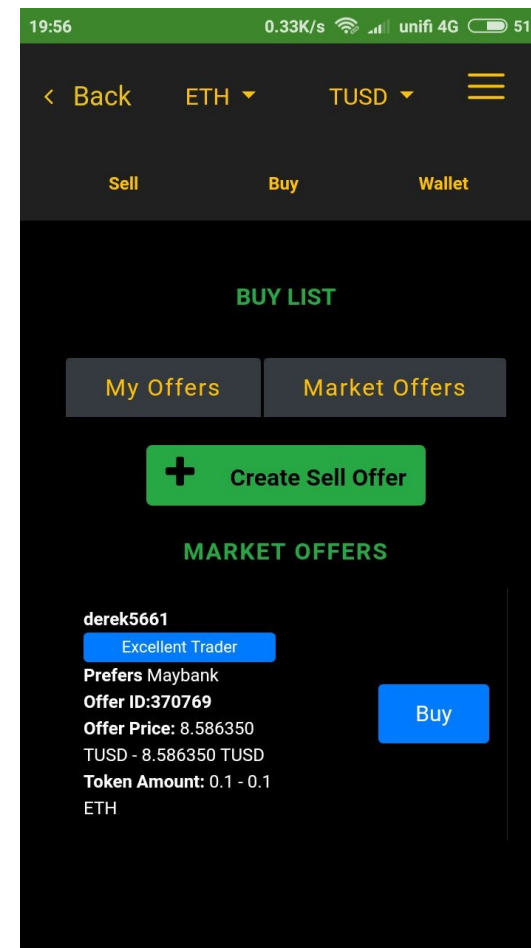 19:56 0.33K/s unifi 4G 51
< Back ETH TUSD
Sell Buy Wallet
BUY LIST
My Offers Market Offers
+ Create Sell Offer
MARKET OFFERS
derek5661
Excellent Trader
Prefers Maybank
Offer ID:370769
Offer Price: 8.586350
Buy
TUSD - 8.586350 TUSD
Token Amount: 0.1 - 0.1
ETH